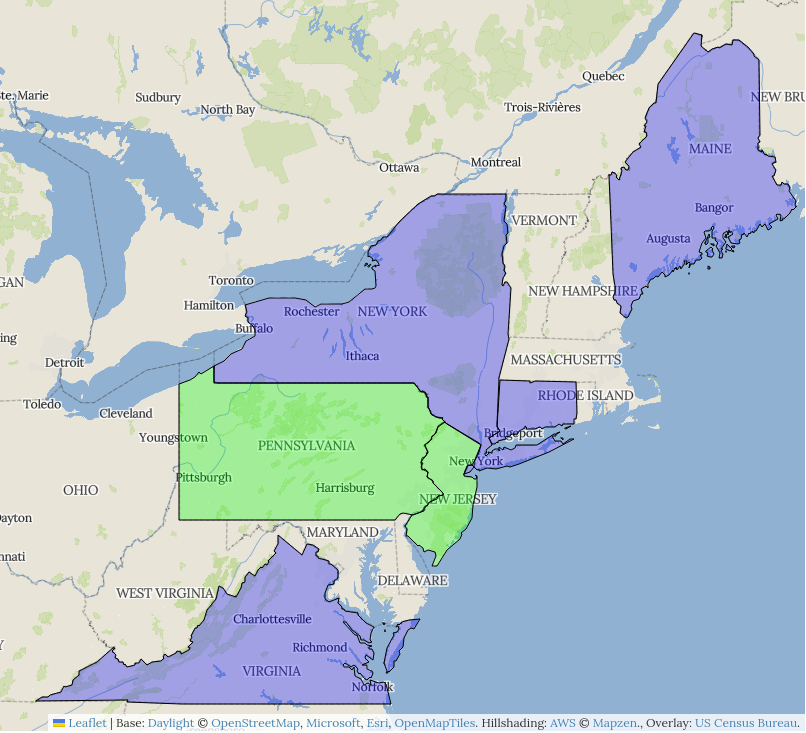 Quebec
te. Marie
Sudbury
NEW BRU
North Bay
Trois-Rivières
MAINE
Montreal
Ottawa
Bangor
VERMONT
Augusta
GAN
Toronto
NEW HAMPSHIRE
Hamilton
Rochester
NEW YORK
Buffalo
ing
Ithaca
MASSACHUSETTS
Detroit
RHODE ISLAND
Toledo
Cleveland
Bridgeport
Youngstown
PENNSYLVANIA
New York
Pittsburgh
Harrisburg
OHIO
NEW JERSEY
Dayton
MARYLAND
nnati
DELAWARE
WEST VIRGINIA
Charlottesville
Richmond
VIRGINIA
Norfolk
Leaflet | Base: Daylight © OpenStreetMap, Microsoft, Esri, OpenMapTiles. Hillshading: AWS © Mapzen., Overlay: US Census Bureau.